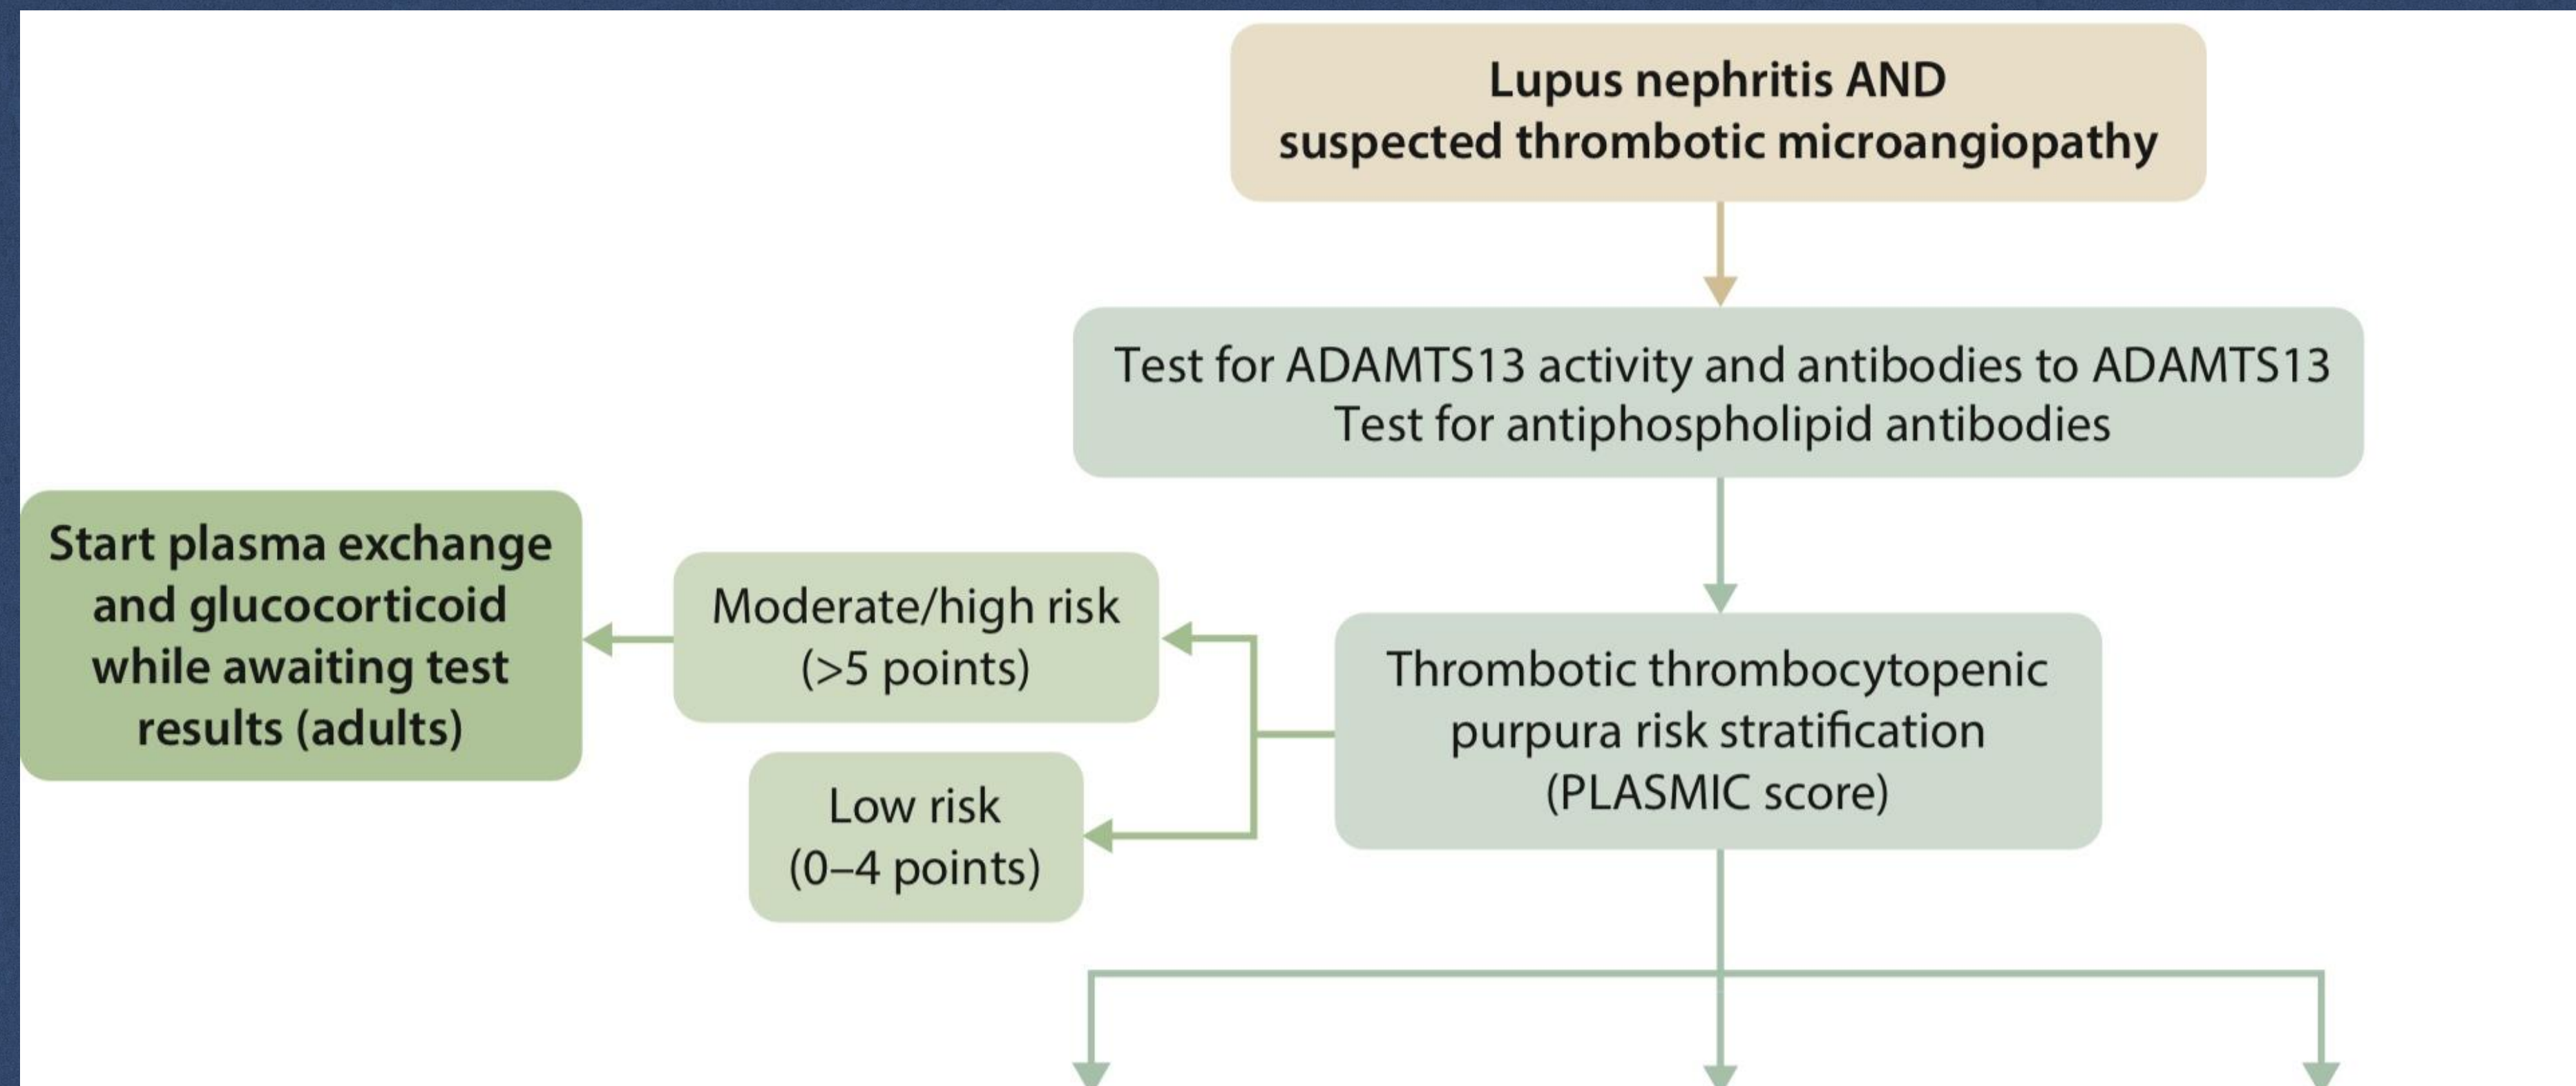 Lupus nephritis AND
suspected thrombotic microangiopathy
Test for ADAMTS13 activity and antibodies to ADAMTS13
Test for antiphospholipid antibodies
Start plasma exchange
and glucocorticoid
while awaiting test
results (adults)
Moderate/high risk
(>5 points)
Low risk
(0–4 points)
Thrombotic thrombocytopenic
purpura risk stratification
(PLASMIC score)